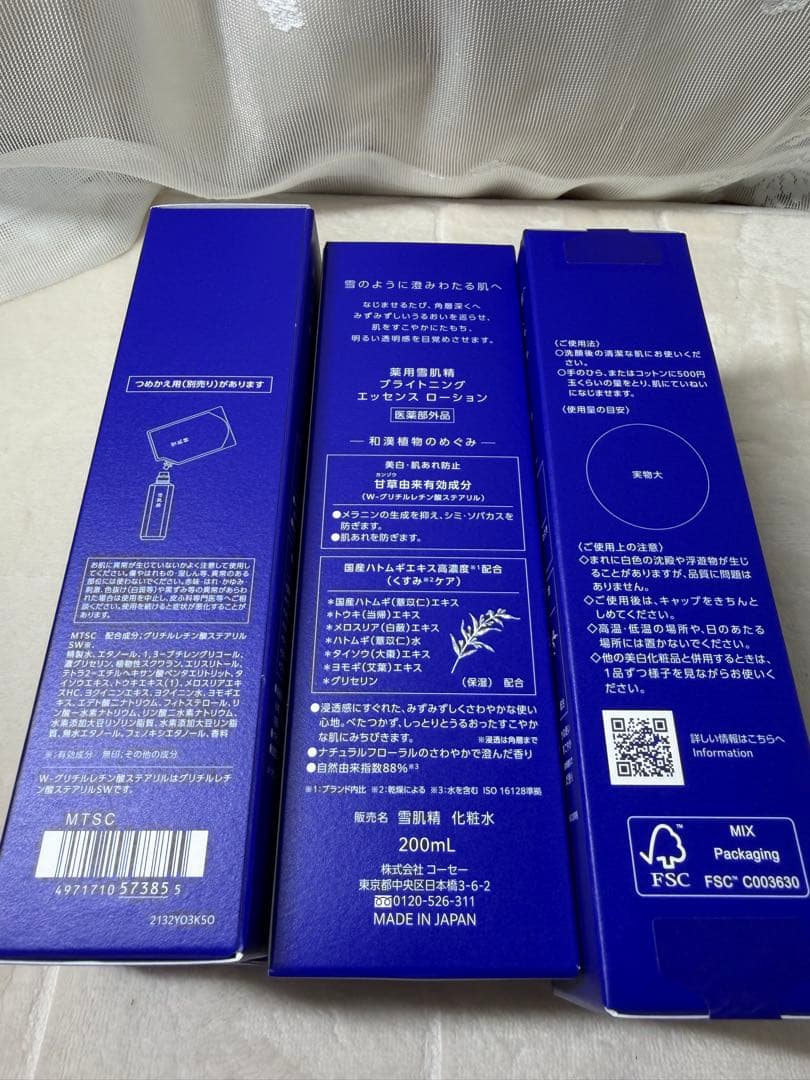 つめかえ用(別売り)があります
雪肌精
雪肌精
お肌に異常が生じていないかよく注意して使用し
てください。傷やはれもの・湿しん等、異常のある
部位には使わないでください。赤味・はれ・かゆみ・
刺激、色抜け(白斑等)や黒ずみ等の異常があらわ
れた場合は使用を中止し、皮ふ科専門医等へご相
談ください。使用を続けると症状が悪化することが
あります。
MTSC 配合成分;グリチルレチン酸ステアリル
SW※、
精製水、エタノール、1,3-ブチレングリコール、
濃グリセリン、植物性スクワラン、エリスリトール、
テトラ2-エチルヘキサン酸ペンタエリトリット、タ
イソウエキス、トウキエキス(1)、メロスリアエキ
スHC、ヨクイニンエキス、ヨクイニン水、ヨモギエ
キス、エデト酸二ナトリウム、フィトステロール、リ
ン酸一水素ナトリウム、リン酸二水素ナトリウム、
水素添加大豆リゾリン脂質、水素添加大豆リン脂
質、無水エタノール、フェノキシエタノール、香料
※:有効成分 無印:その他の成分
W-グリチルレチン酸ステアリルはグリチルレチ
ン酸ステアリルSWです。
MTSC
4971710 57385 5
2132YO3K5O
雪のように澄みわたる肌へ
なじませるたび、角層深くへ
みずみずしいうるおいを巡らせ、
肌をすこやかにたもち、
明るい透明感を目覚めさせます。
薬用雪肌精
ブライトニング
エッセンス ローション
医薬部外品
和漢植物のめぐみ
美白・肌あれ防止
カンゾウ
甘草由来有効成分
(W-グリチルレチン酸ステアリル)
●メラニンの生成を抑え、シミ・ソバカスを
防ぎます。
●肌あれを防ぎます。
国産ハトムギエキス高濃度※1配合
(くすみ※2ケア)
*国産ハトムギ(薏苡仁)エキス
*トウキ(当帰)エキス
*メロスリア(白蘞)エキス
*ハトムギ(薏苡仁)水
*タイソウ(大棗)エキス
*ヨモギ(艾葉)エキス
*グリセリン
(保湿) 配合
●浸透感にすぐれた、みずみずしくさわやかな使い
心地。べたつかず、しっとりとうるおったすこやか
な肌にみちびきます。 ※浸透は角層まで
●ナチュラルフローラルのさわやかで澄んだ香り
●自然由来指数88%※3
※1:ブランド内比 ※2:乾燥による ※3:水を含む ISO 16128準拠
販売名 雪肌精 化粧水
200mL
株式会社 コーセー
東京都中央区日本橋3-6-2
0120-526-311
MADE IN JAPAN
〈ご使用法〉
○洗顔後の清潔な肌にお使いくだ
さい。
○手のひら、またはコットンに500円
玉くらいの量をとり、肌にていねい
になじませます。
〈使用量の目安〉
実物大
〈ご使用上の注意〉
◇まれに白色の沈殿や浮遊物が生じ
ることがありますが、品質に問題は
ありません。
◇ご使用後は、キャップをきちんと
しめてください。
◇高温・低温の場所や、日のあたる
場所には置かないでください。
◇他の美白化粧品と併用するときは、
1品ずつ様子を見ながらお使いく
ださい。
詳しい情報はこちらへ
Information
FSC
MIX
Packaging
FSC™ C003630